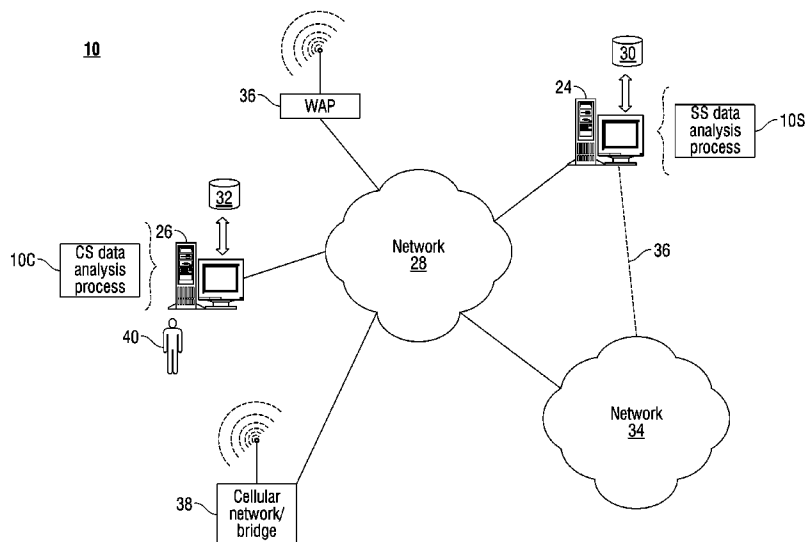 10
36
WAP
24
30
SS data
analysis
process
10S
32
26
10C
CS data
analysis
process
40
Network
28
36
Network
34
38
Cellular
network/
bridge